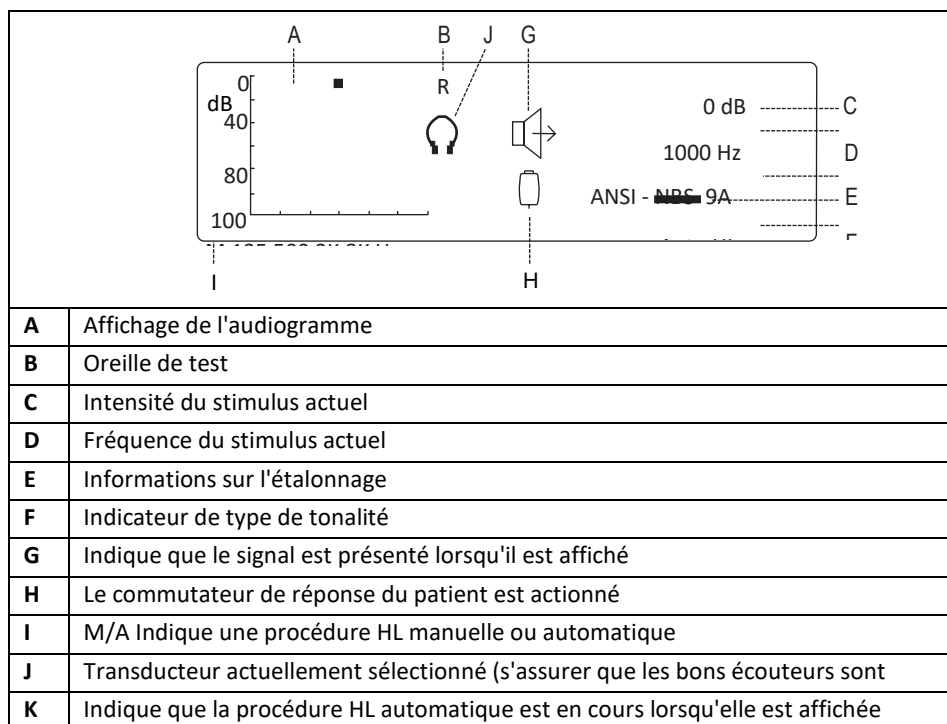 A B J G
0 R
dB 0 dB C
40
1000 Hz D
80
ANSI - NBS 9A E
100
I H
A Affichage de l'audiogramme
B Oreille de test
C Intensité du stimulus actuel
D Fréquence du stimulus actuel
E Informations sur l'étalonnage
F Indicateur de type de tonalité
G Indique que le signal est présenté lorsqu'il est affiché
H Le commutateur de réponse du patient est actionné
I M/A Indique une procédure HL manuelle ou automatique
J Transducteur actuellement sélectionné (s'assurer que les bons écouteurs sont
K Indique que la procédure HL automatique est en cours lorsqu'elle est affichée